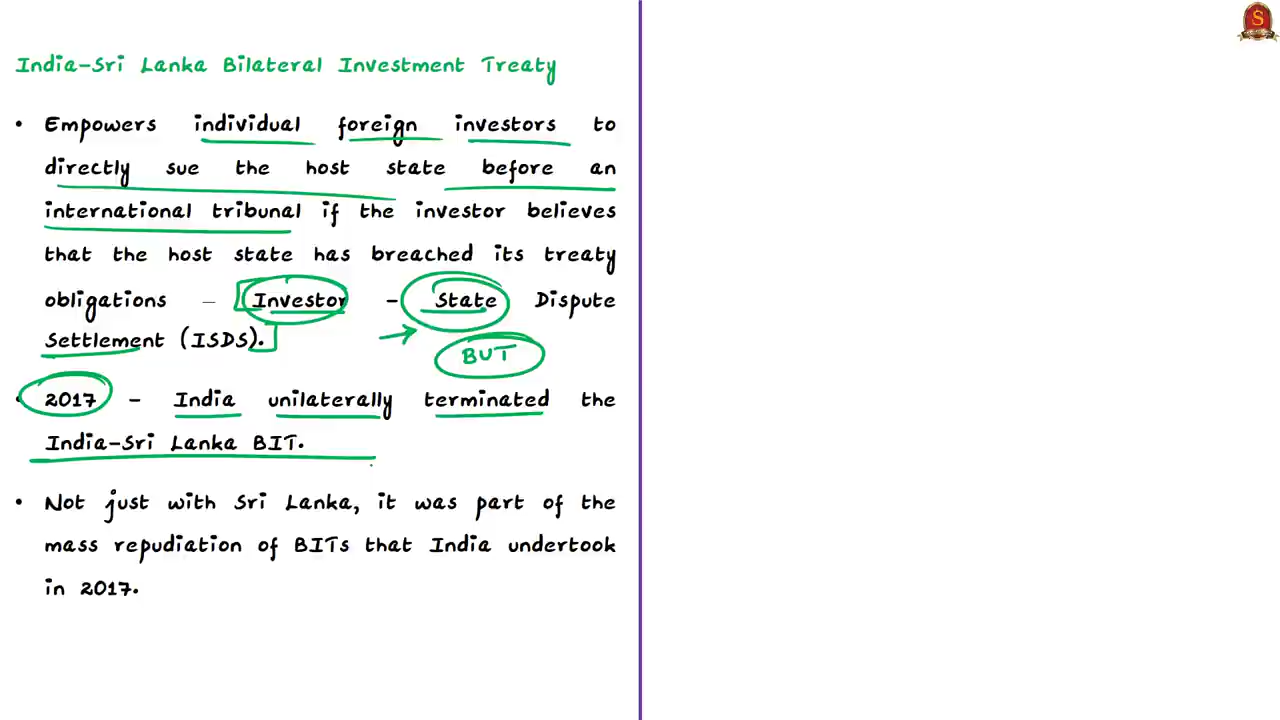 India-Sri Lanka Bilateral Investment Treaty
• Empowers individual foreign investors to
directly sue the host state before an
international tribunal if the investor believes
that the host state has breached its treaty
obligations - Investor - State Dispute
Settlement (ISDS).
BUT
• 2017 - India unilaterally terminated the
India-Sri Lanka BIT.
• Not just with Sri Lanka, it was part of the
mass repudiation of BITs that India undertook
in 2017.
S